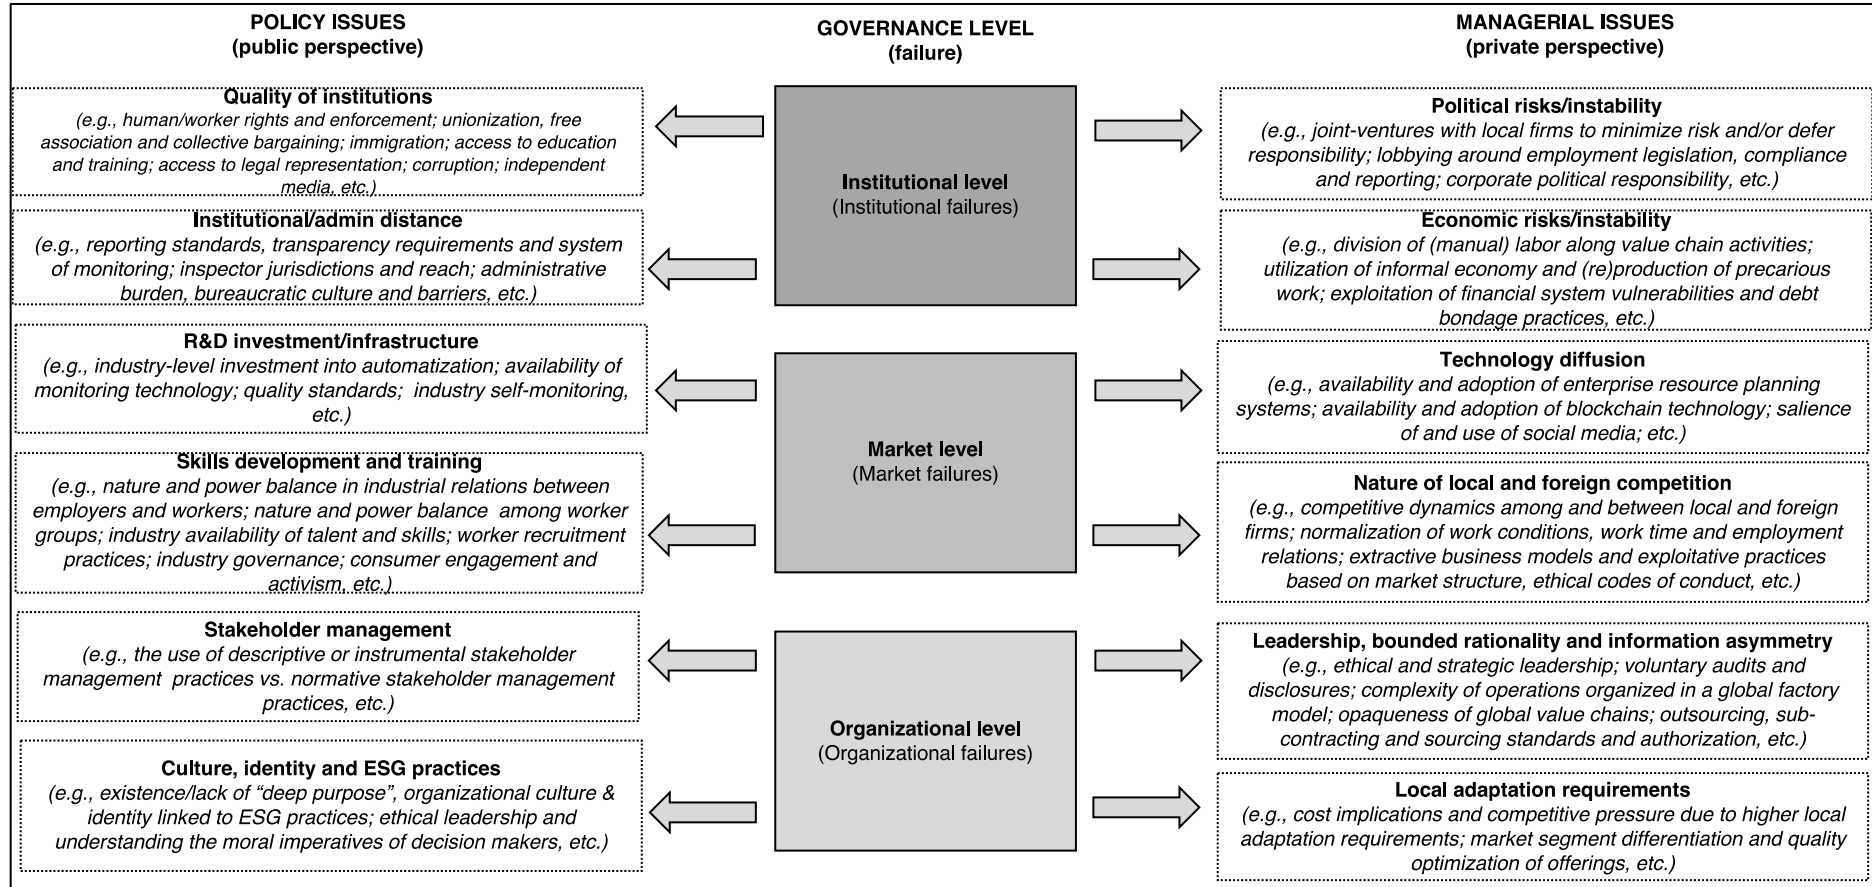 POLICY ISSUES
(public perspective)
GOVERNANCE LEVEL
(failure)
MANAGERIAL ISSUES
(private perspective)
Quality of institutions
(e.g., human/worker rights and enforcement; unionization, free
association and collective bargaining; immigration; access to education
and training; access to legal representation; corruption; independent
media, etc.)
Institutional/admin distance
(e.g., reporting standards, transparency requirements and system
of monitoring; inspector jurisdictions and reach; administrative
burden, bureaucratic culture and barriers, etc.)
Institutional level
(Institutional failures)
Political risks/instability
(e.g., joint-ventures with local firms to minimize risk and/or defer
responsibility; lobbying around employment legislation, compliance
and reporting; corporate political responsibility, etc.)
Economic risks/instability
(e.g., division of (manual) labor along value chain activities;
utilization of informal economy and (re)production of precarious
work; exploitation of financial system vulnerabilities and debt
bondage practices, etc.)
R&D investment/infrastructure
(e.g., industry-level investment into automatization; availability of
monitoring technology; quality standards;  industry self-monitoring,
etc.)
Skills development and training
(e.g., nature and power balance in industrial relations between
employers and workers; nature and power balance  among worker
groups; industry availability of talent and skills; worker recruitment
practices; industry governance; consumer engagement and
activism, etc.)
Market level
(Market failures)
Technology diffusion
(e.g., availability and adoption of enterprise resource planning
systems; availability and adoption of blockchain technology; salience
of and use of social media; etc.)
Nature of local and foreign competition
(e.g., competitive dynamics among and between local and foreign
firms; normalization of work conditions, work time and employment
relations; extractive business models and exploitative practices
based on market structure, ethical codes of conduct, etc.)
Stakeholder management
(e.g., the use of descriptive or instrumental stakeholder
management  practices vs. normative stakeholder management
practices, etc.)
Culture, identity and ESG practices
(e.g., existence/lack of “deep purpose”, organizational culture &
identity linked to ESG practices; ethical leadership and
understanding the moral imperatives of decision makers, etc.)
Organizational level
(Organizational failures)
Leadership, bounded rationality and information asymmetry
(e.g., ethical and strategic leadership; voluntary audits and
disclosures; complexity of operations organized in a global factory
model; opaqueness of global value chains; outsourcing, sub-
contracting and sourcing standards and authorization, etc.)
Local adaptation requirements
(e.g., cost implications and competitive pressure due to higher local
adaptation requirements; market segment differentiation and quality
optimization of offerings, etc.)